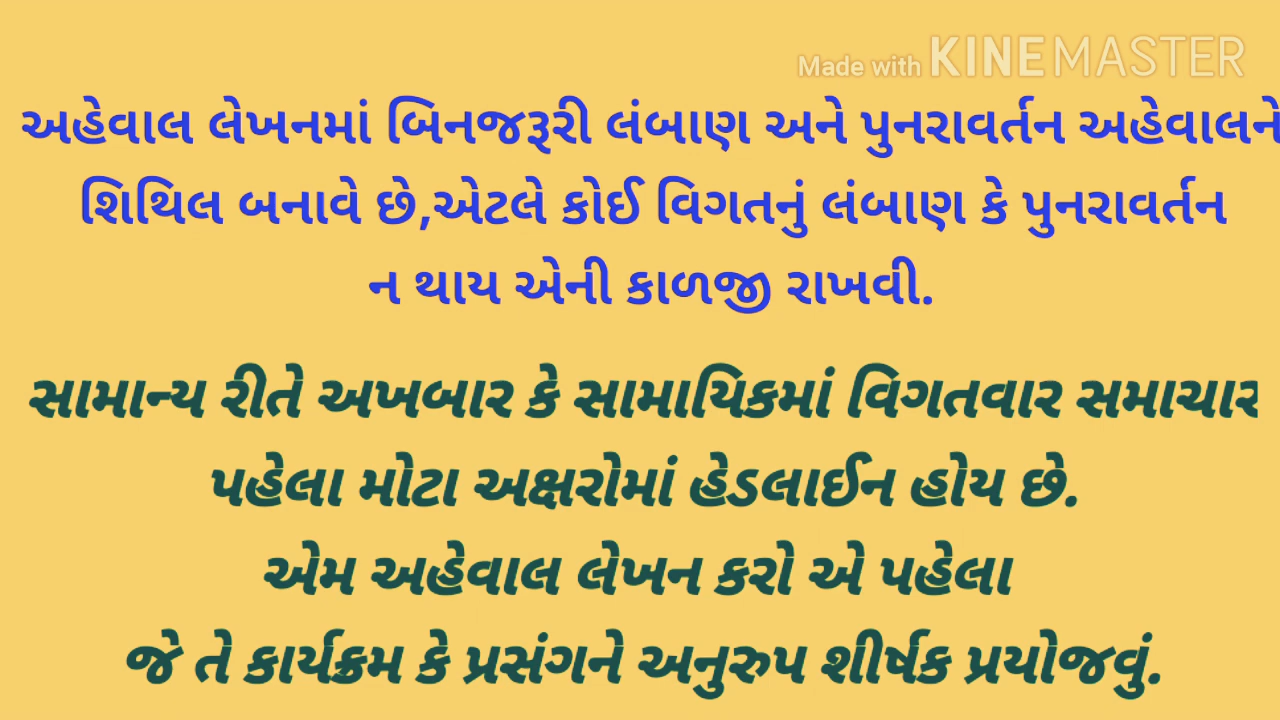 Made with KINEMASTER
અહેવાલ લેખનમાં બિનજરૂરી લંબાણ અને પુનરાવર્તન અહેવાલને
શિથિલ બનાવે છે,એટલે કોઈ વિગતનું લંબાણ કે પુનરાવર્તન
ન થાય એની કાળજી રાખવી.
સામાન્ય રીતે અખબાર કે સામાયિકમાં વિગતવાર સમાચાર
પહેલા મોટા અક્ષરોમાં હેડલાઈન હોય છે.
એમ અહેવાલ લેખન કરો એ પહેલા
જે તે કાર્યક્રમ કે પ્રસંગને અનુરુપ શીર્ષક પ્રયોજવું.